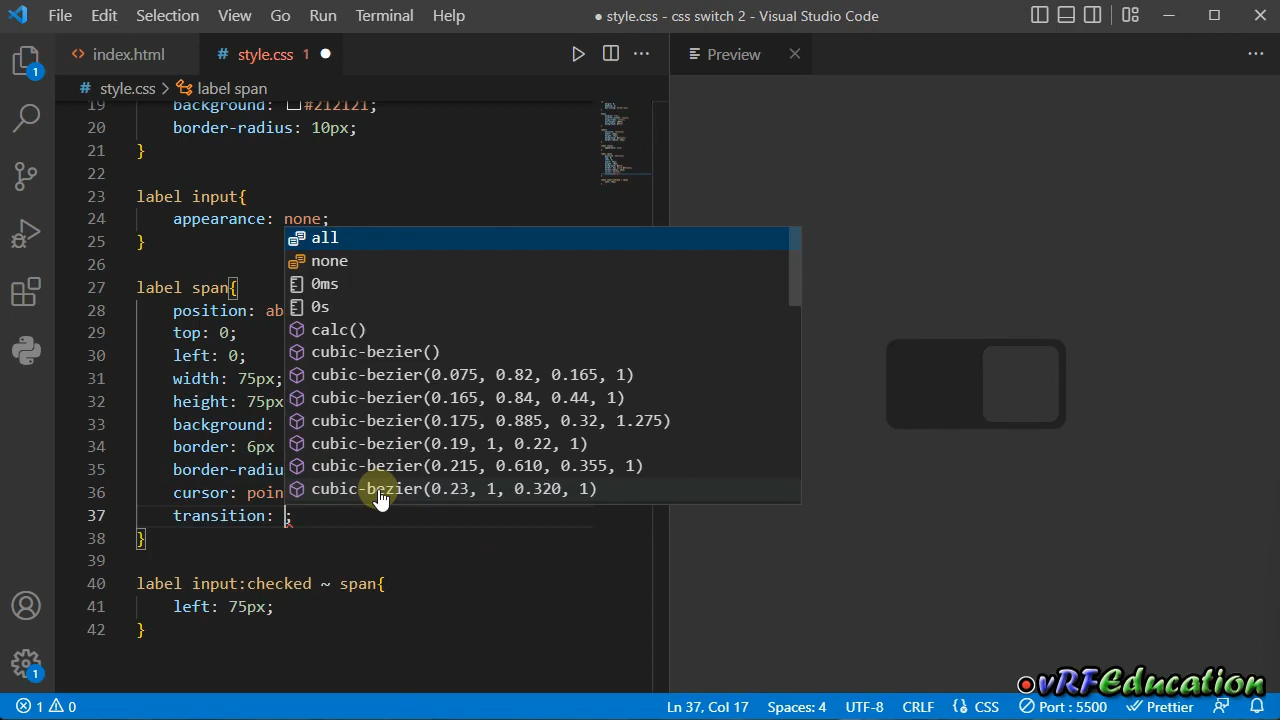 File Edit Selection View Go Run Terminal Help ● style.css - css switch 2 - Visual Studio Code
index.html # style.css 1 ● Preview
# style.css > label span
19 background: #212121;
20 border-radius: 10px;
21 }
22
23 label input{
24 appearance: none;
25 }
26
27 label span{
28 position: ab
29 top: 0;
30 left: 0;
31 width: 75px;
32 height: 75px
33 background:
34 border: 6px
35 border-radiu
36 cursor: poin
37 transition: ;
38 }
39
40 label input:checked ~ span{
41 left: 75px;
42 }
all
none
0ms
0s
calc()
cubic-bezier()
cubic-bezier(0.075, 0.82, 0.165, 1)
cubic-bezier(0.165, 0.84, 0.44, 1)
cubic-bezier(0.175, 0.885, 0.32, 1.275)
cubic-bezier(0.19, 1, 0.22, 1)
cubic-bezier(0.215, 0.610, 0.355, 1)
cubic-bezier(0.23, 1, 0.320, 1)
1
1
vRFEducation
1 0 Ln 37, Col 17 Spaces: 4 UTF-8 CRLF {} CSS Port : 5500 Prettier